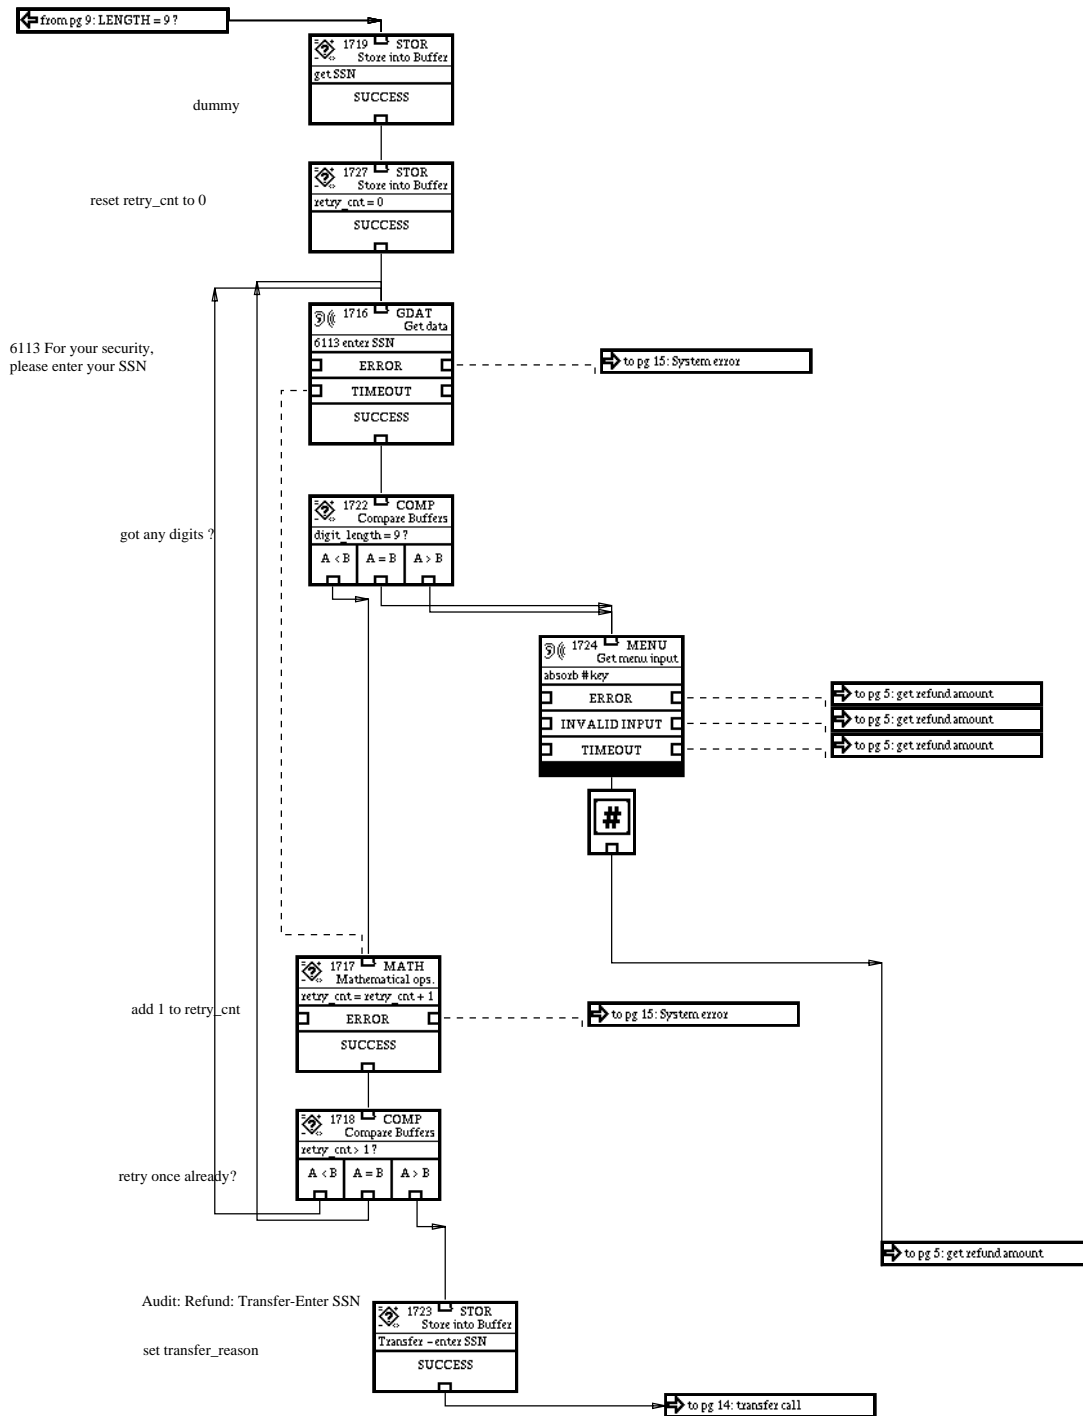 from pg 9: LENGTH = 9 ?
1719 STOR
Store into Buffer
get SSN
SUCCESS
dummy
1727 STOR
Store into Buffer
reset retry_cnt to 0
retry_cnt = 0
SUCCESS
1716 GDAT
Get data
6113 enter SSN
6113 For your security,
please enter your SSN
ERROR
to pg 15: System error
TIMEOUT
SUCCESS
1722 COMP
Compare Buffers
got any digits ?
digit_length = 9 ?
A < B A = B A > B
1724 MENU
Get menu input
absorb # key
ERROR
to pg 5: get refund amount
INVALID INPUT
to pg 5: get refund amount
TIMEOUT
to pg 5: get refund amount
#
1717 MATH
Mathematical ops.
retry_cnt = retry_cnt + 1
add 1 to retry_cnt
ERROR
to pg 15: System error
SUCCESS
1718 COMP
Compare Buffers
retry_cnt > 1 ?
retry once already?
A < B A = B A > B
to pg 5: get refund amount
Audit: Refund: Transfer-Enter SSN
1723 STOR
Store into Buffer
Transfer - enter SSN
set transfer_reason
SUCCESS
to pg 14: transfer call